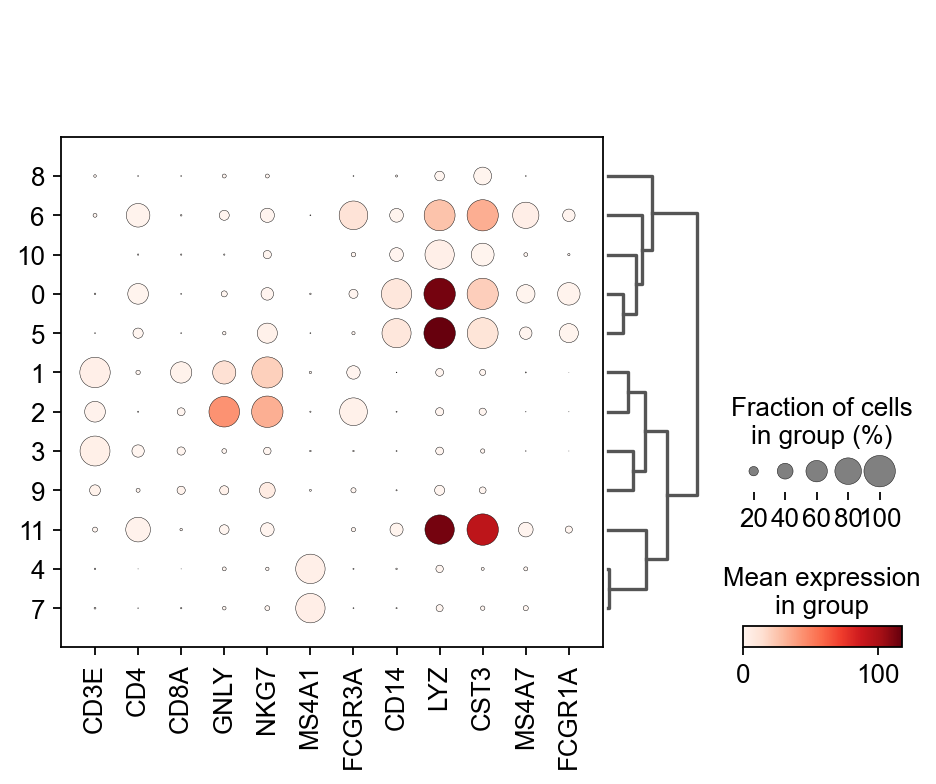 8
6
10
0
5
1
2
3
9
11
4
7
CD3E
CD4
CD8A
GNLY
NKG7
MS4A1
FCGR3A
CD14
LYZ
CST3
MS4A7
FCGR1A
Fraction of cells
in group (%)
20 40 60 80 100
Mean expression
in group
0 100